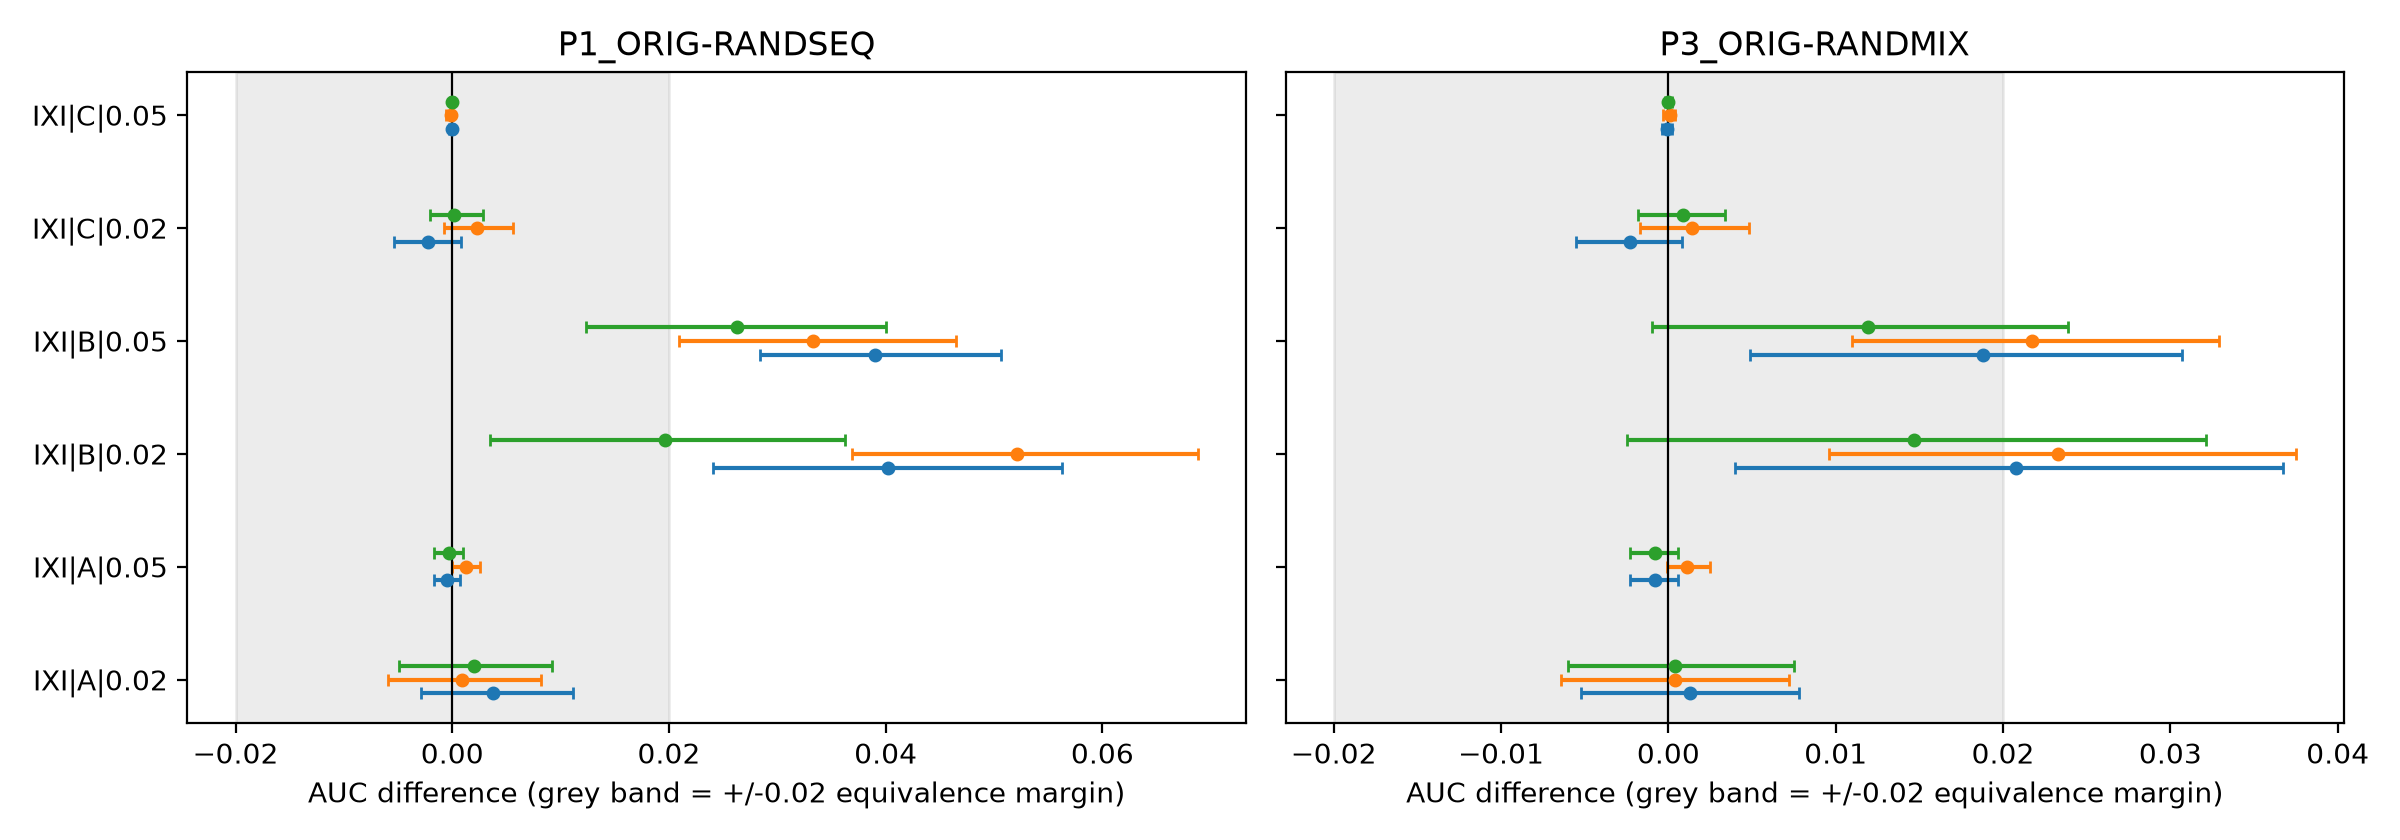 P1_ORIG-RANDSEQ
P3_ORIG-RANDMIX
IXI|C|0.05
IXI|C|0.02
IXI|B|0.05
IXI|B|0.02
IXI|A|0.05
IXI|A|0.02
−0.02 0.00 0.02 0.04 0.06
−0.02 −0.01 0.00 0.01 0.02 0.03 0.04
AUC difference (grey band = +/-0.02 equivalence margin)
AUC difference (grey band = +/-0.02 equivalence margin)